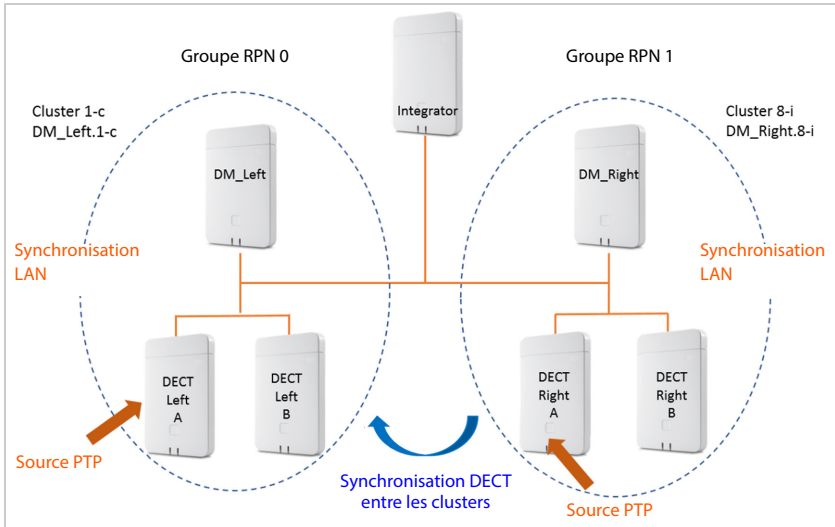 Groupe RPN 0
Groupe RPN 1
Integrator
Cluster 1-c
DM_Left.1-c
Cluster 8-i
DM_Right.8-i
DM_Left
DM_Right
Synchronisation
LAN
Synchronisation
LAN
DECT
Left
A
DECT
Left
B
DECT
Right
A
DECT
Right
B
Source PTP
Synchronisation DECT
entre les clusters
Source PTP